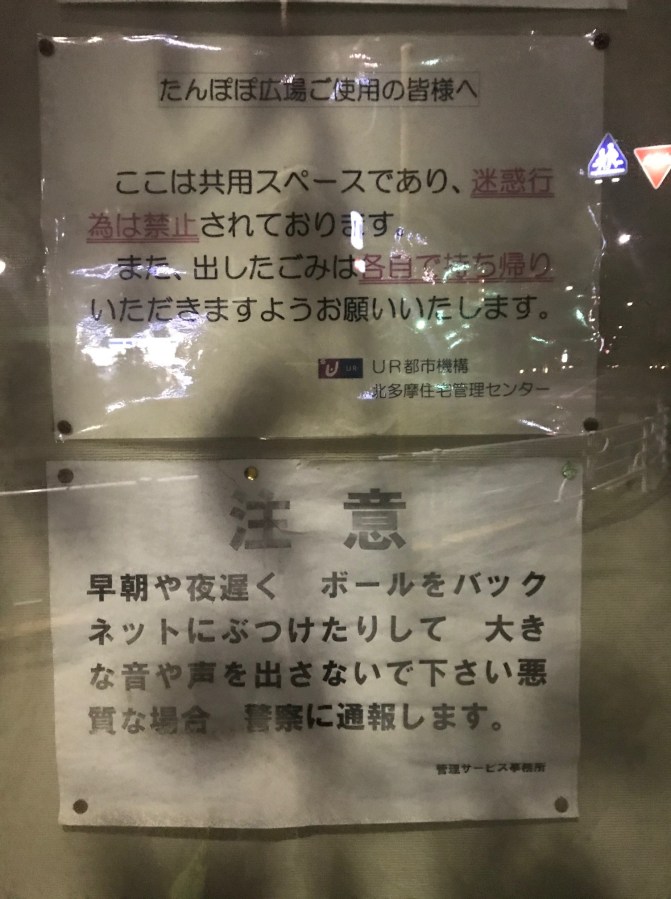 たんぽぽ広場ご使用の皆様へ
ここは共用スペースであり、迷惑行
為は禁止されております。
また、出したごみは各自で持ち帰り
いただきますようお願いいたします。
UR UR都市機構
北多摩住宅管理センター
注 意
早朝や夜遅く ボールをバック
ネットにぶつけたりして 大き
な音や声を出さないで下さい悪
質な場合 警察に通報します。
管理サービス事務所